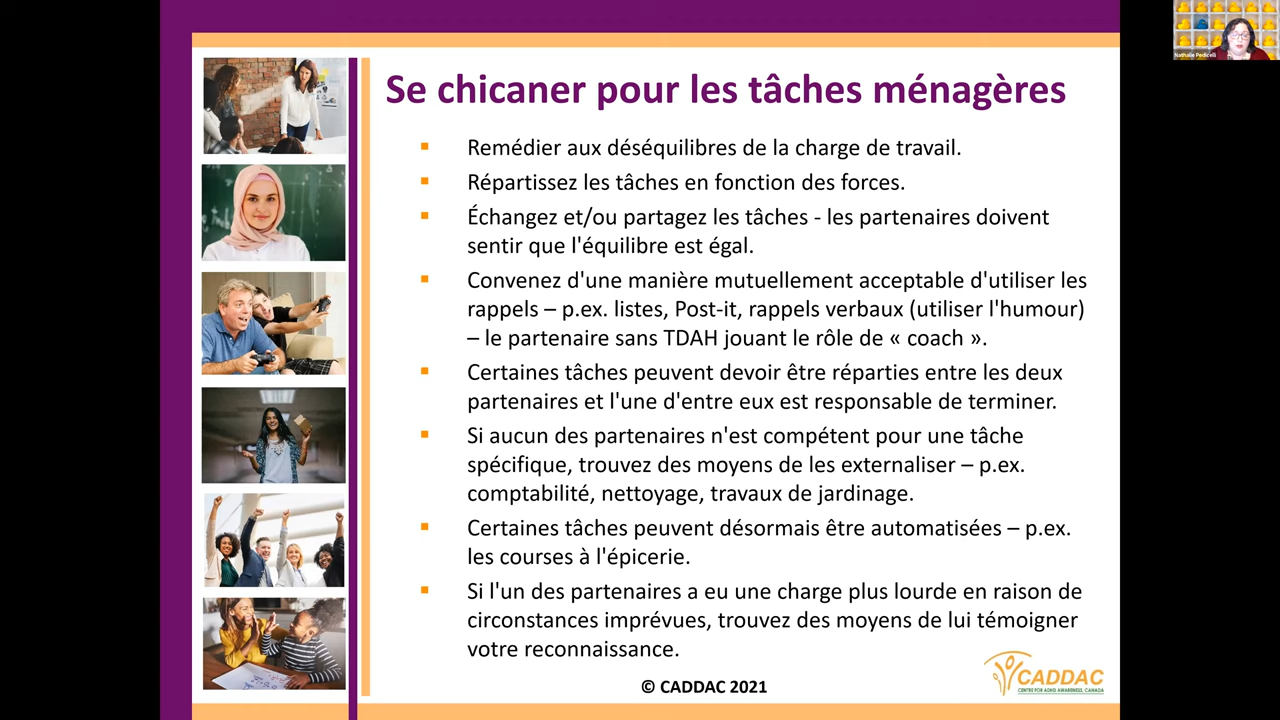 Se chicaner pour les tâches ménagères
▪ Remédier aux déséquilibres de la charge de travail.
▪ Répartissez les tâches en fonction des forces.
▪ Échangez et/ou partagez les tâches - les partenaires doivent
sentir que l'équilibre est égal.
▪ Convenez d'une manière mutuellement acceptable d'utiliser les
rappels – p.ex. listes, Post-it, rappels verbaux (utiliser l'humour)
– le partenaire sans TDAH jouant le rôle de « coach ».
▪ Certaines tâches peuvent devoir être réparties entre les deux
partenaires et l'une d'entre eux est responsable de terminer.
▪ Si aucun des partenaires n'est compétent pour une tâche
spécifique, trouvez des moyens de les externaliser – p.ex.
comptabilité, nettoyage, travaux de jardinage.
▪ Certaines tâches peuvent désormais être automatisées – p.ex.
les courses à l'épicerie.
▪ Si l'un des partenaires a eu une charge plus lourde en raison de
circonstances imprévues, trouvez des moyens de lui témoigner
votre reconnaissance.
© CADDAC 2021
CADDAC
CENTRE FOR ADHD AWARENESS, CANADA
Nathalie Pedicelli